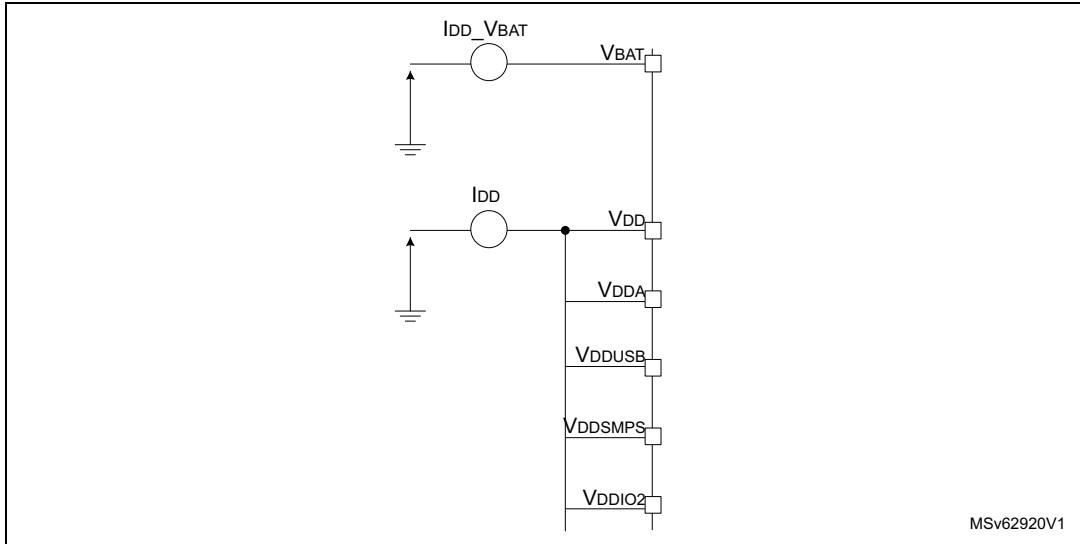 IDD_VBAT
VBAT
IDD
VDD
VDDA
VDDUSB
VDDSMPS
VDDIO2
MSv62920V1